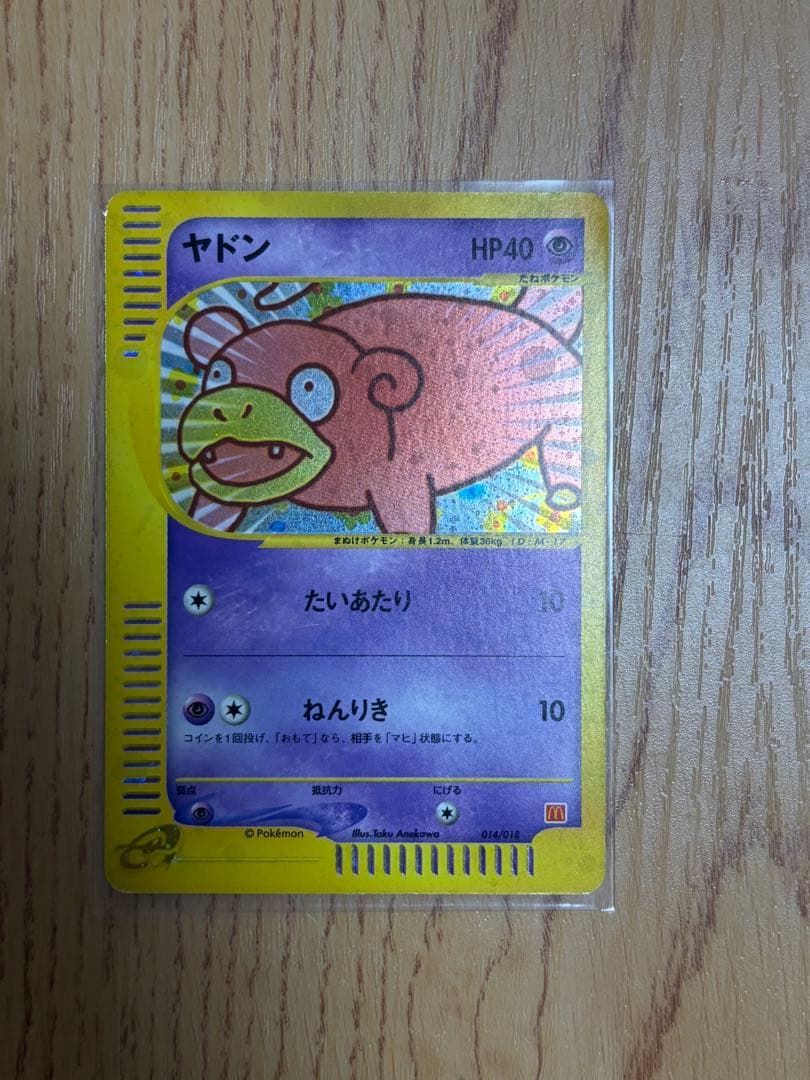 ヤドン HP40
たねポケモン
まぬけポケモン：身長1.2m、体重36kg ID：M-17
たいあたり 10
ねんりき 10
コインを1回投げ、「おもて」なら、相手を「マヒ」状態にする。
弱点 抵抗力 にげる
© Pokémon Illus.Taku Anekawa 014/018